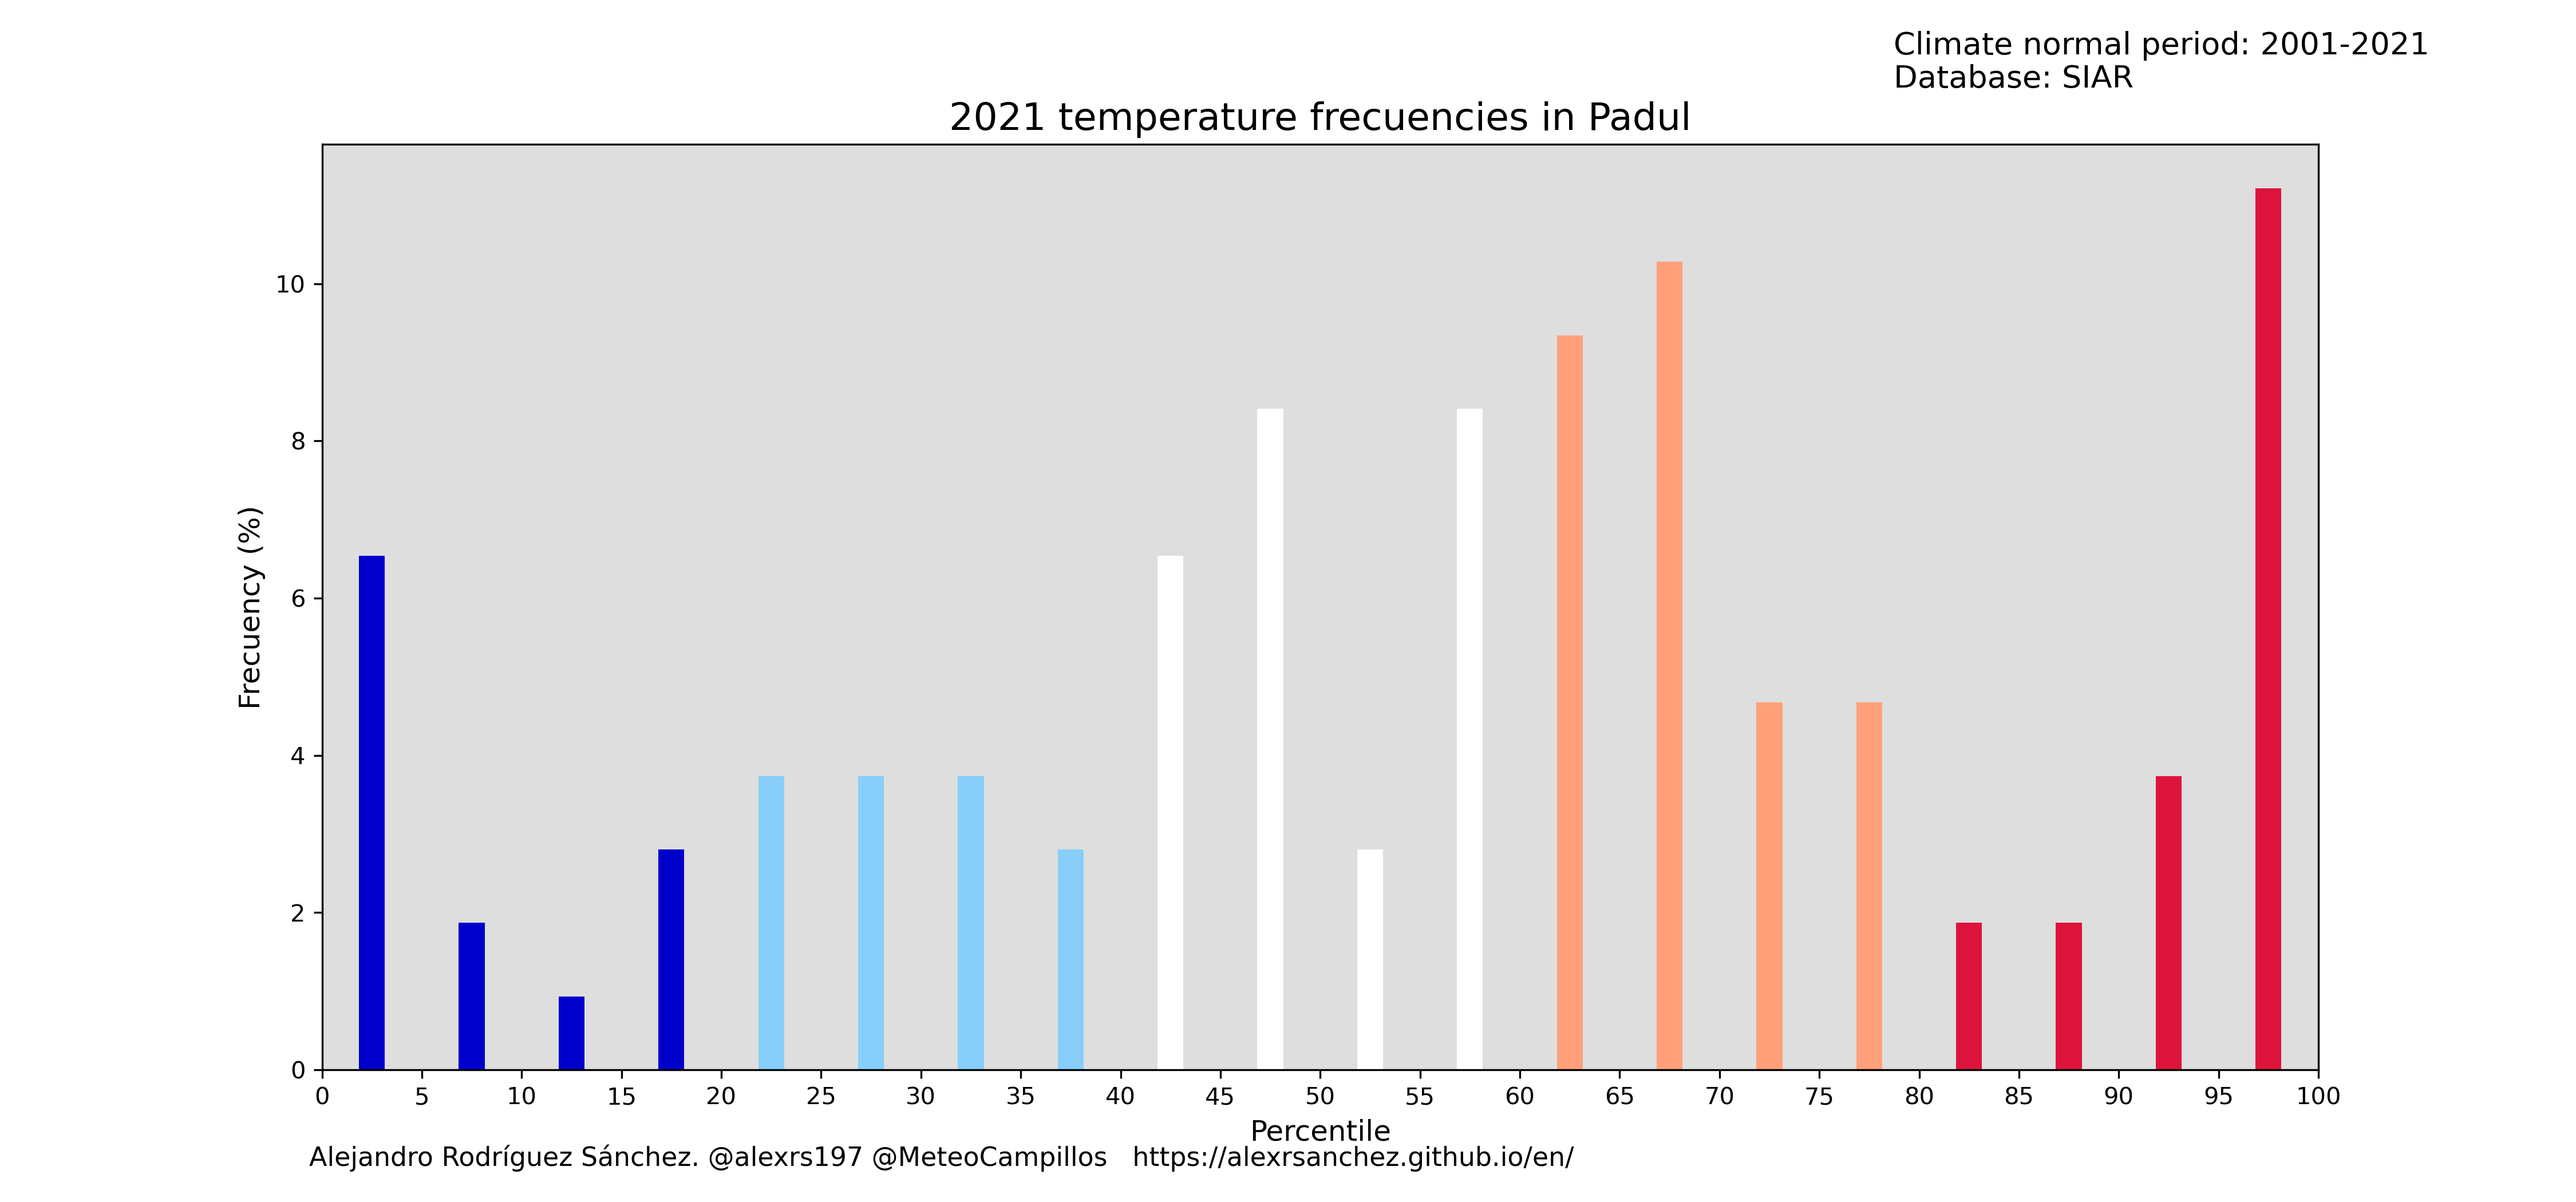 Climate normal period: 2001-2021
Database: SIAR
2021 temperature frecuencies in Padul
10
8
6
4
2
0
Frecuency (%)
0 5 10 15 20 25 30 35 40 45 50 55 60 65 70 75 80 85 90 95 100
Percentile
Alejandro Rodríguez Sánchez. @alexrs197 @MeteoCampillos https://alexrsanchez.github.io/en/